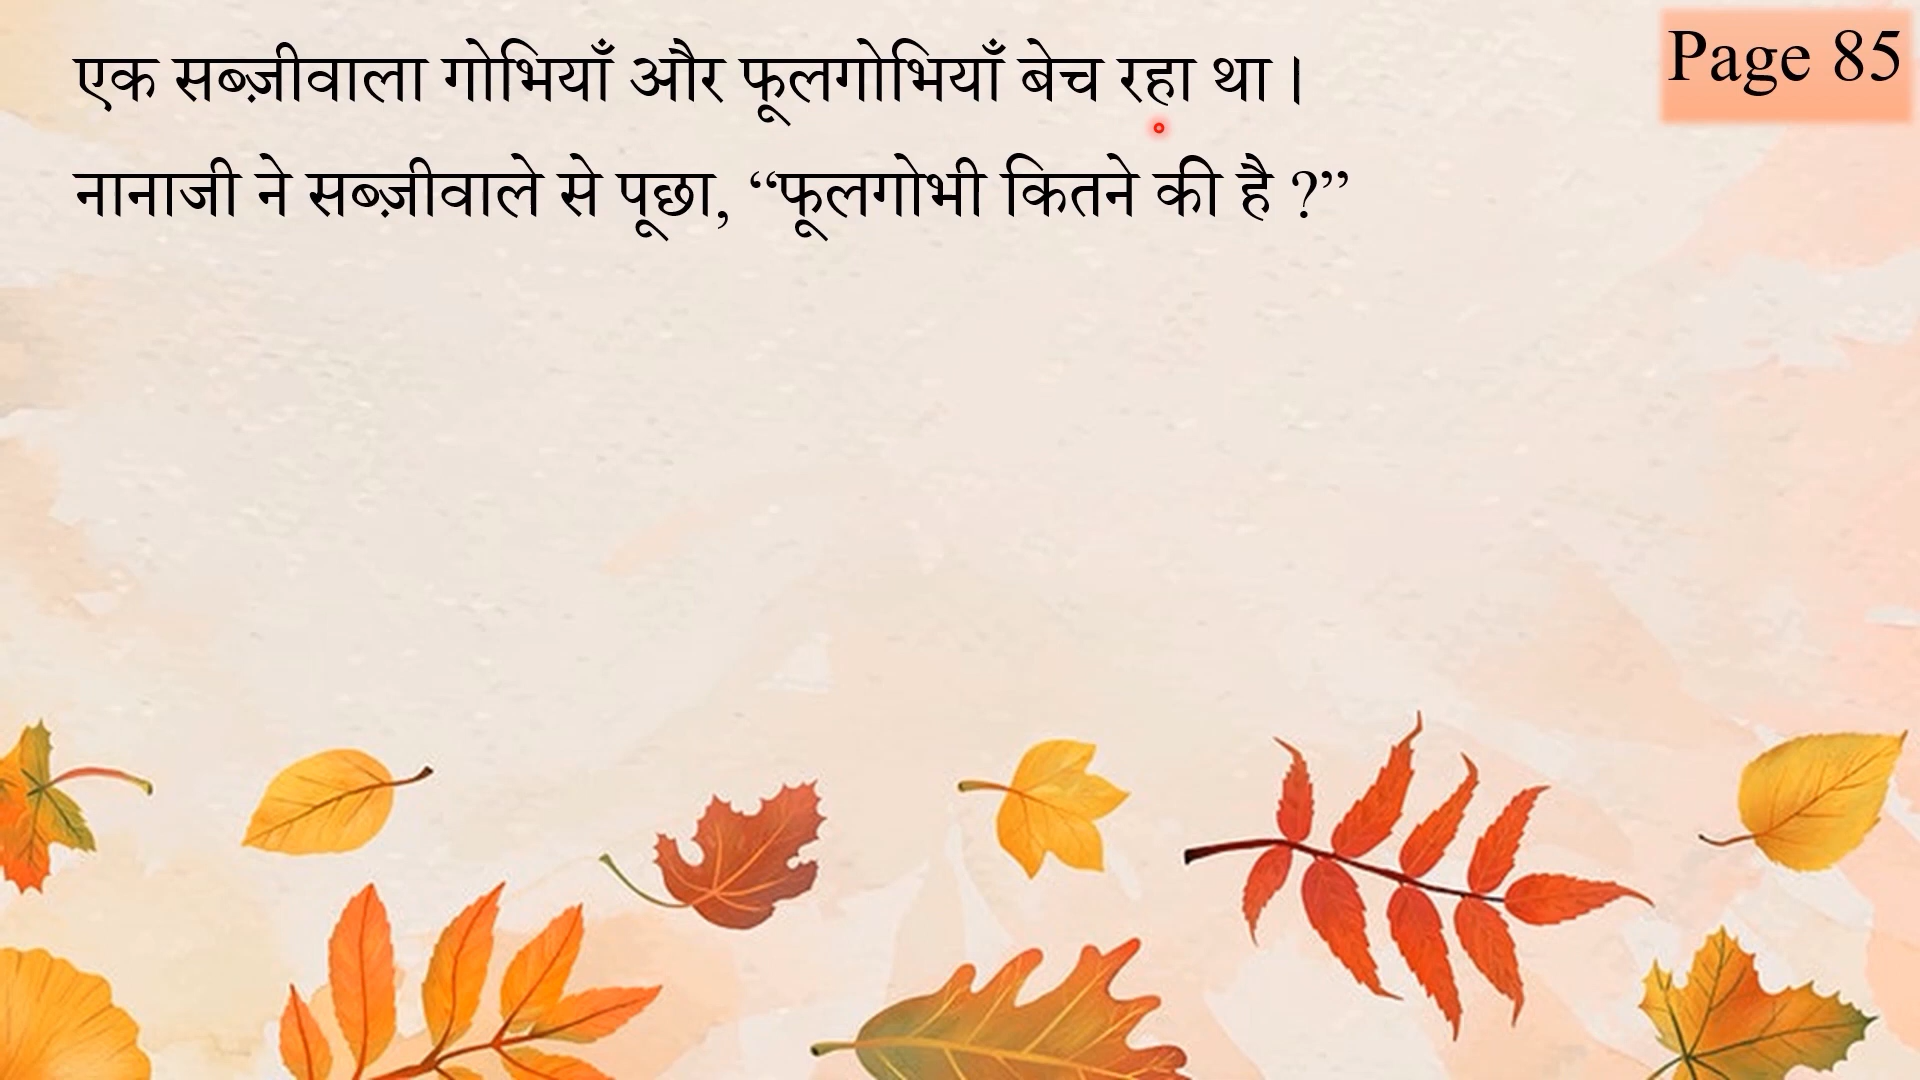 एक सब्ज़ीवाला गोभियाँ और फूलगोभियाँ बेच रहा था।
Page 85
नानाजी ने सब्ज़ीवाले से पूछा, “फूलगोभी कितने की है ?”